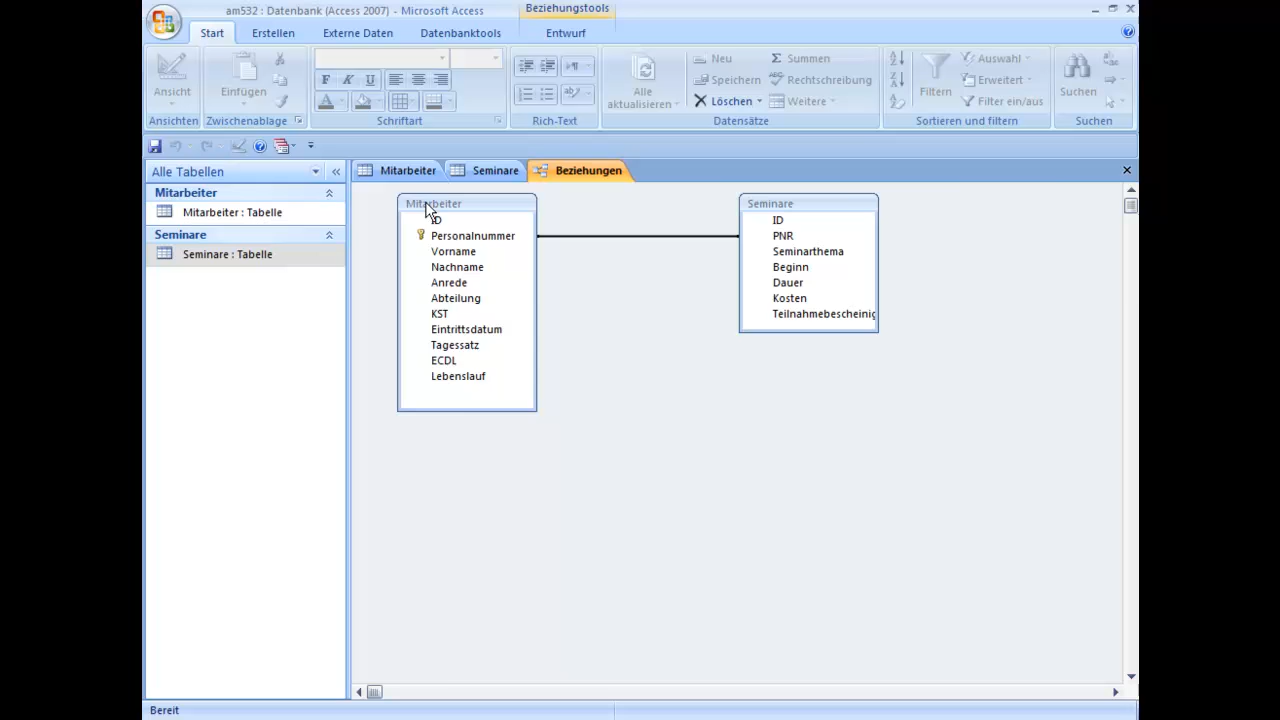 am532 : Datenbank (Access 2007) - Microsoft Access
Beziehungstools
Start
Erstellen
Externe Daten
Datenbanktools
Entwurf
Ansicht
Einfügen
F K U
A
Alle
aktualisieren
Neu
Speichern
Löschen
Summen
Rechtschreibung
Weitere
Filtern
Auswahl
Erweitert
Filter ein/aus
Suchen
Ansichten
Zwischenablage
Schriftart
Rich-Text
Datensätze
Sortieren und filtern
Suchen
Alle Tabellen
Mitarbeiter
Mitarbeiter : Tabelle
Seminare
Seminare : Tabelle
Mitarbeiter
Seminare
Beziehungen
Mitarbeiter
ID
Personalnummer
Vorname
Nachname
Anrede
Abteilung
KST
Eintrittsdatum
Tagessatz
ECDL
Lebenslauf
Seminare
ID
PNR
Seminarthema
Beginn
Dauer
Kosten
Teilnahmebescheinig
Bereit